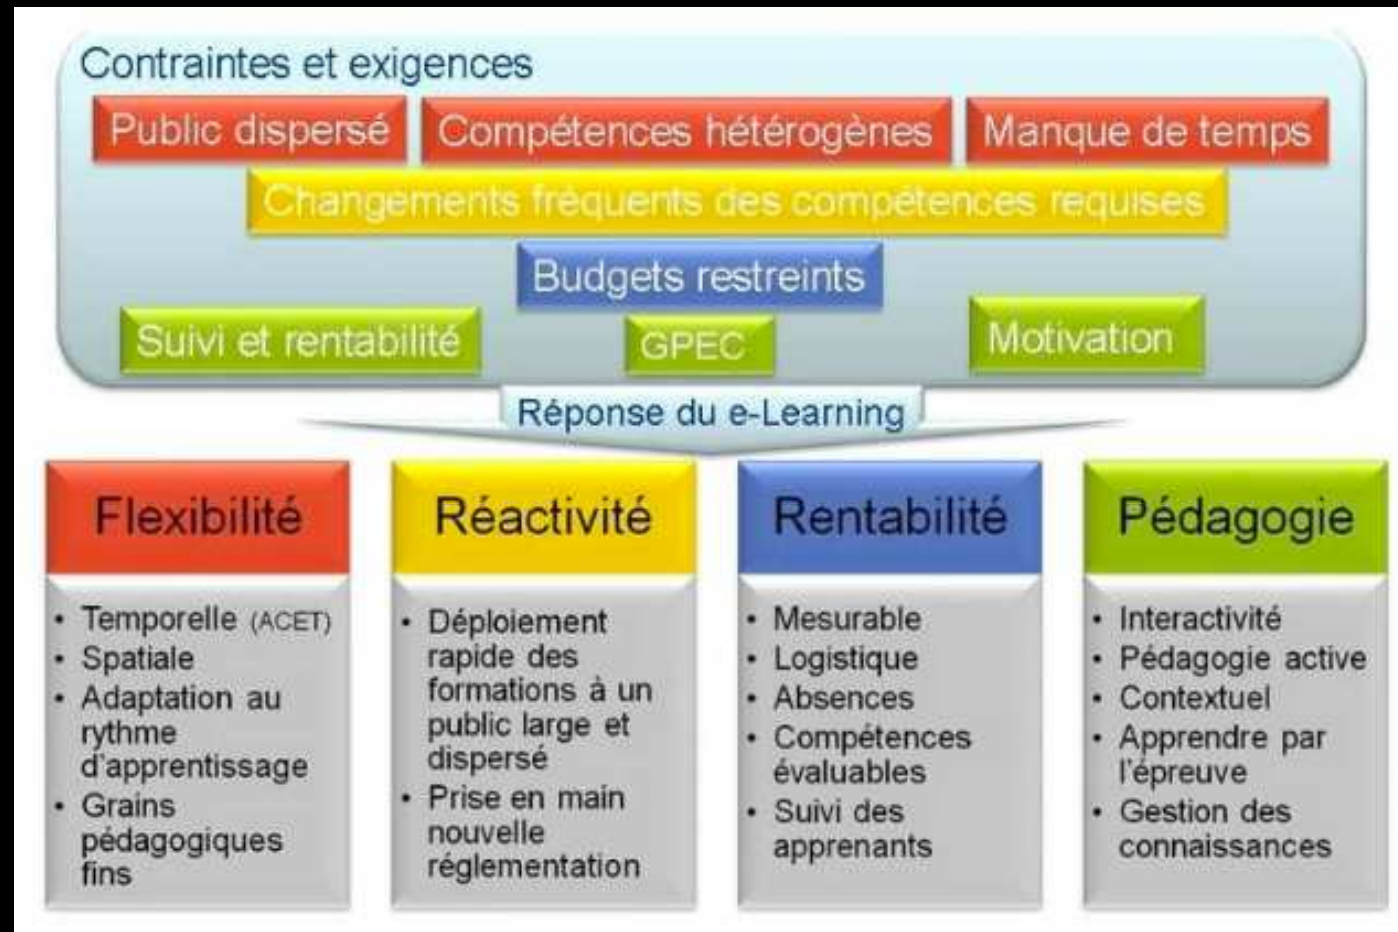 Contraintes et exigences
Public dispersé
Compétences hétérogènes
Manque de temps
Changements fréquents des compétences requises
Budgets restreints
Suivi et rentabilité
GPEC
Motivation
Réponse du e-Learning
Flexibilité
• Temporelle (ACET)
• Spatiale
• Adaptation au
rythme
d'apprentissage
• Grains
pédagogiques
fins
Réactivité
• Déploiement
rapide des
formations à un
public large et
dispersé
• Prise en main
nouvelle
réglementation
Rentabilité
• Mesurable
• Logistique
• Absences
• Compétences
évaluables
• Suivi des
apprenants
Pédagogie
• Interactivité
• Pédagogie active
• Contextuel
• Apprendre par
l'épreuve
• Gestion des
connaissances